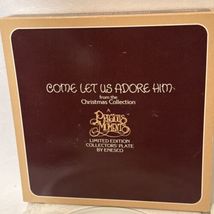 COME LET US ADORE HIM
from the
Christmas Collection
A
PRECIOUS
MOMENTS
LIMITED EDITION
COLLECTORS' PLATE
BY ENESCO